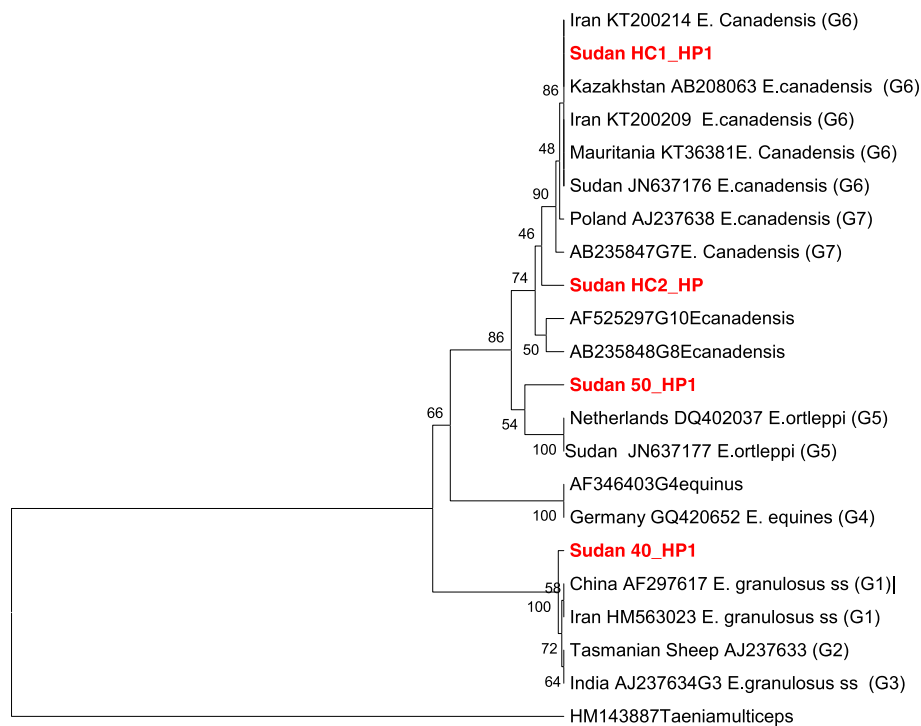 Iran KT200214 E. Canadensis (G6)
Sudan HC1_HP1
86
Kazakhstan AB208063 E.canadensis (G6)
Iran KT200209 E.canadensis (G6)
48
Mauritania KT36381E. Canadensis (G6)
Sudan JN637176 E.canadensis (G6)
90
Poland AJ237638 E.canadensis (G7)
46
AB235847G7E. Canadensis (G7)
74
Sudan HC2_HP
AF525297G10Ecanadensis
86
50
AB235848G8Ecanadensis
Sudan 50_HP1
66
54
Netherlands DQ402037 E.ortleppi (G5)
100
Sudan JN637177 E.ortleppi (G5)
AF346403G4equinus
100
Germany GQ420652 E. equines (G4)
Sudan 40_HP1
58
China AF297617 E. granulosus ss (G1)|
100
Iran HM563023 E. granulosus ss (G1)
72
Tasmanian Sheep AJ237633 (G2)
64
India AJ237634G3 E.granulosus ss (G3)
HM143887Taeniamulticeps